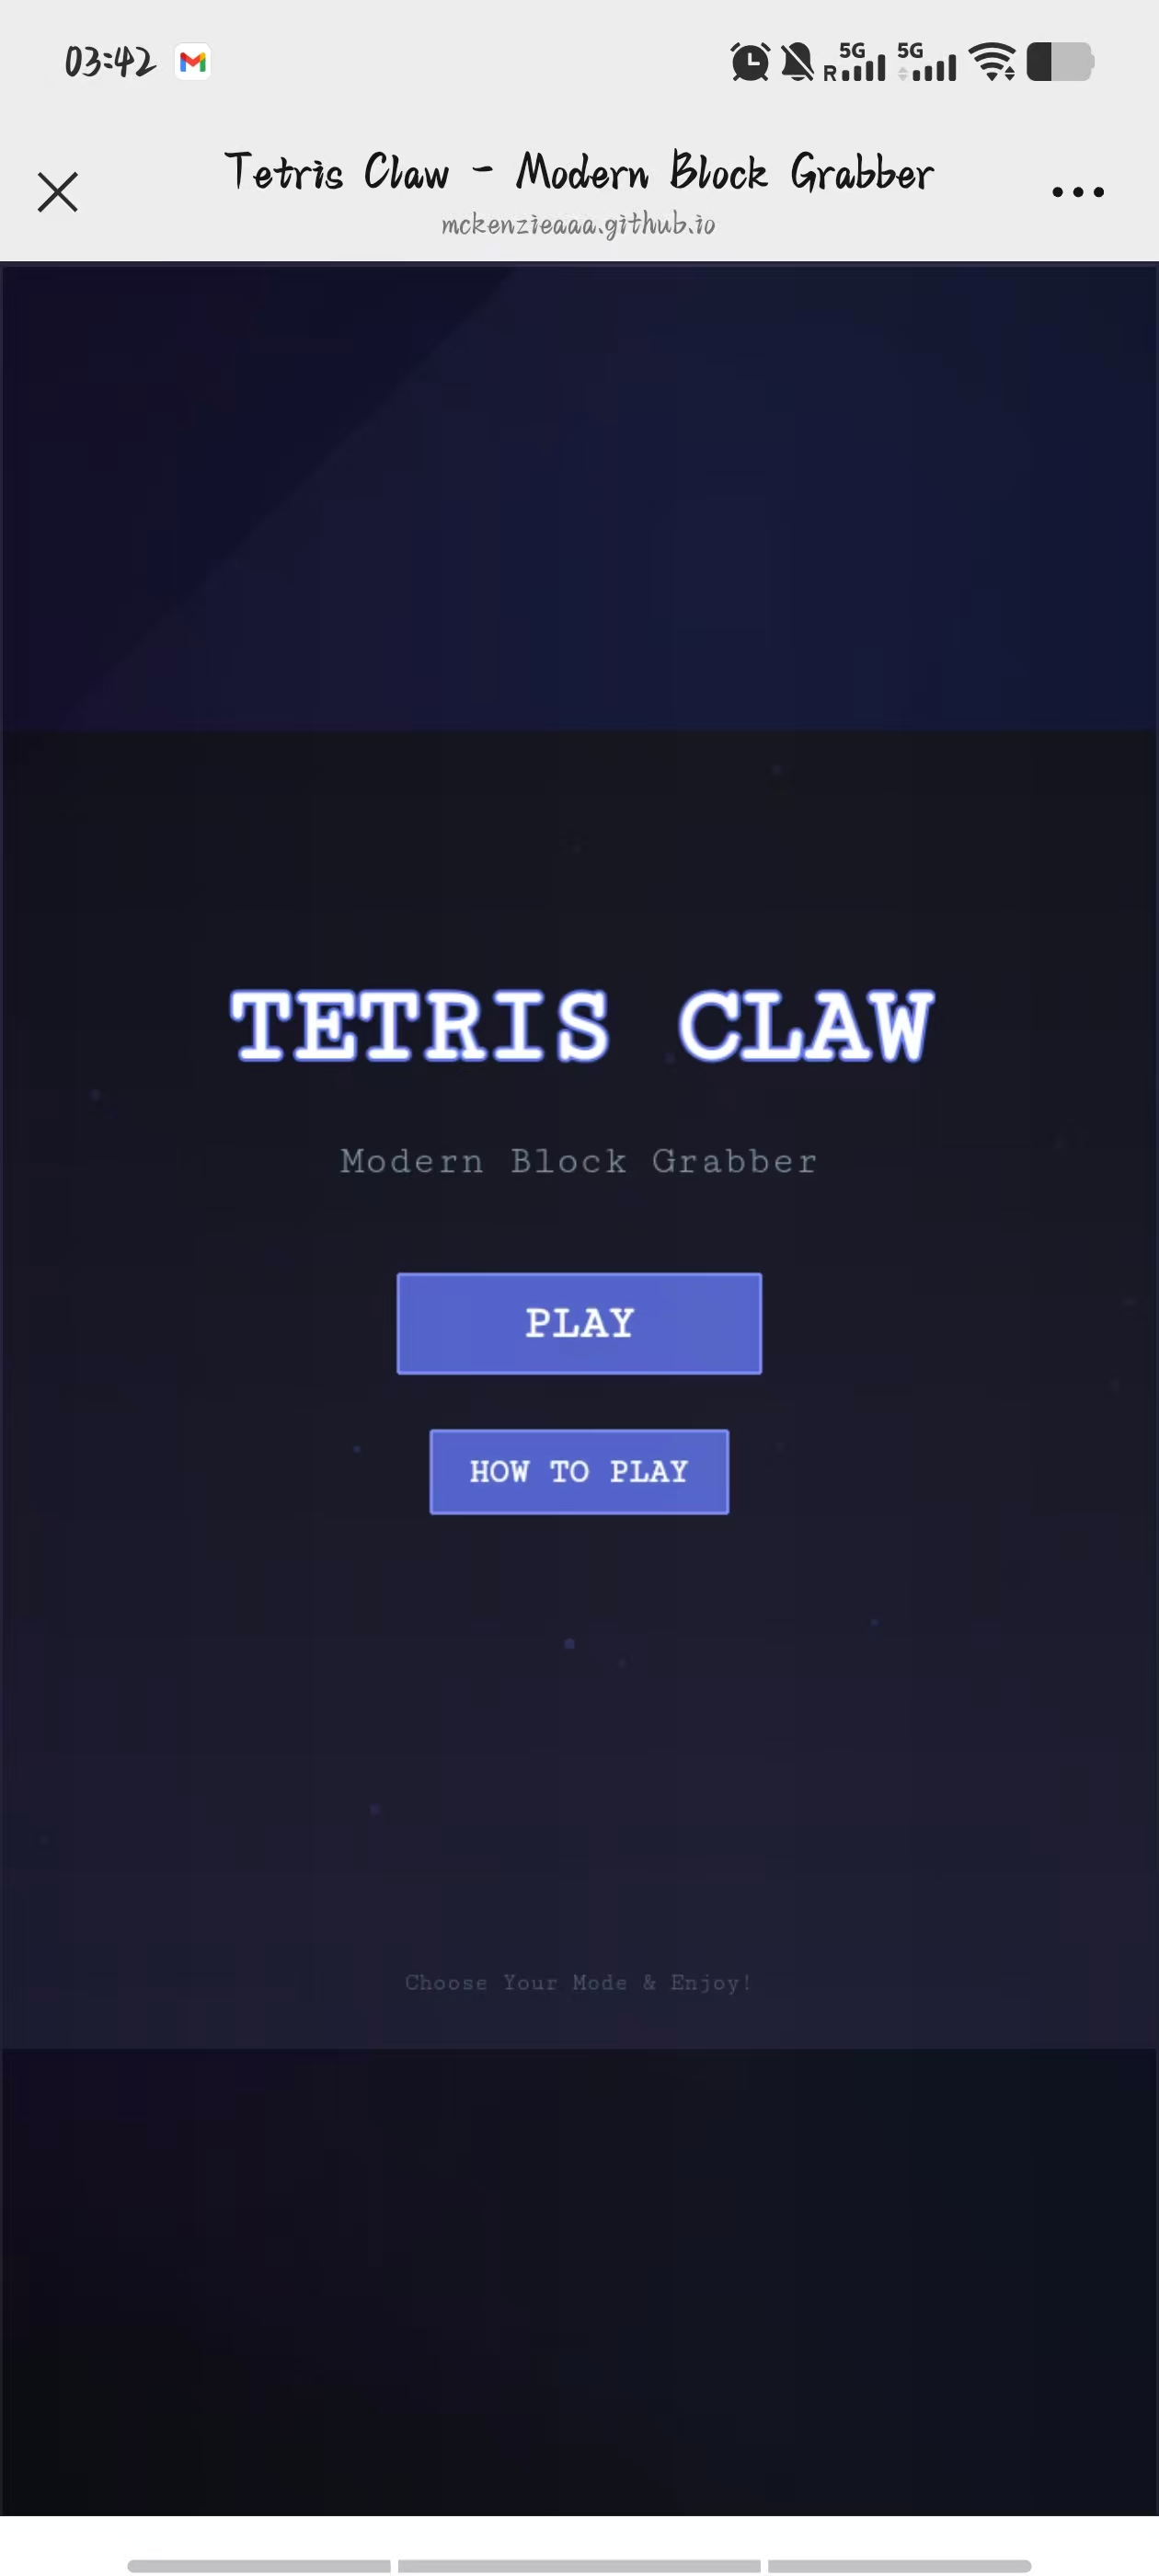 03:42
R 5G 5G
Tetris Claw - Modern Block Grabber
mckenzieaaa.github.io
TETRIS CLAW
Modern Block Grabber
PLAY
HOW TO PLAY
Choose Your Mode & Enjoy!